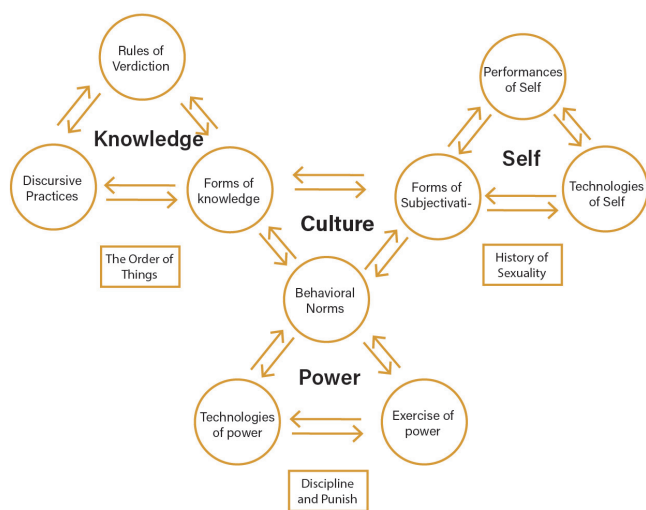 Rules of
Verdiction
Knowledge
Discursive
Practices
Forms of
knowledge
The Order of
Things
Performances
of Self
Self
Forms of
Subjectivati-
Technologies
of Self
History of
Sexuality
Culture
Behavioral
Norms
Power
Technologies
of power
Exercise of
power
Discipline
and Punish